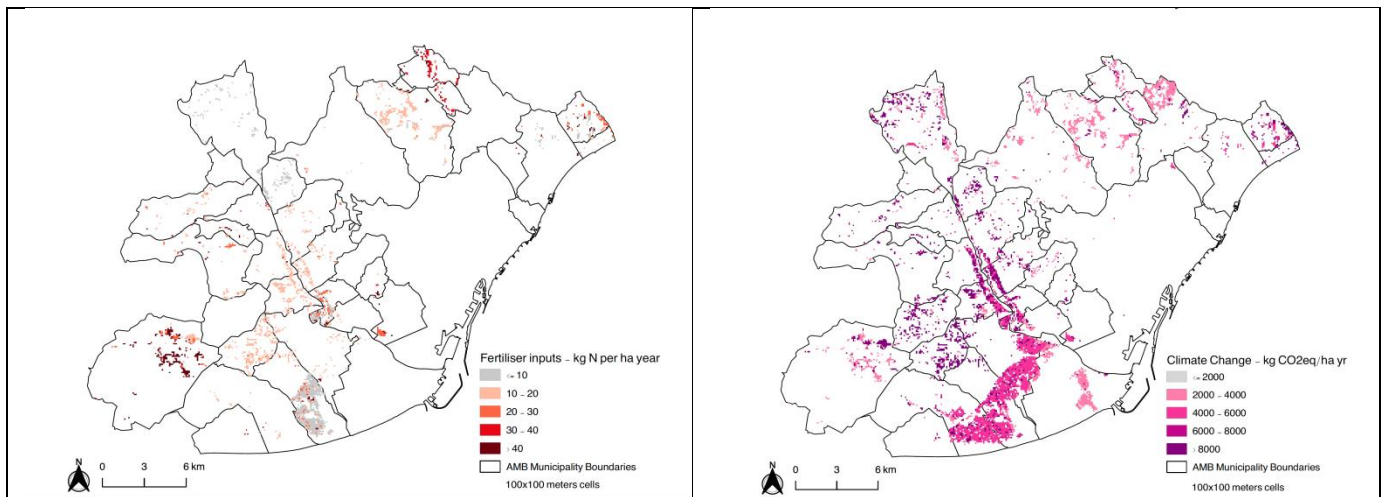 Fertiliser inputs – kg N per ha year
<= 10
10 – 20
20 – 30
30 – 40
40
AMB Municipality Boundaries
100x100 meters cells
N
0 3 6 km
Climate Change – kg CO2eq/ha yr
<= 2000
2000 – 4000
4000 – 6000
6000 – 8000
8000
AMB Municipality Boundaries
100x100 meters cells
N
0 3 6 km